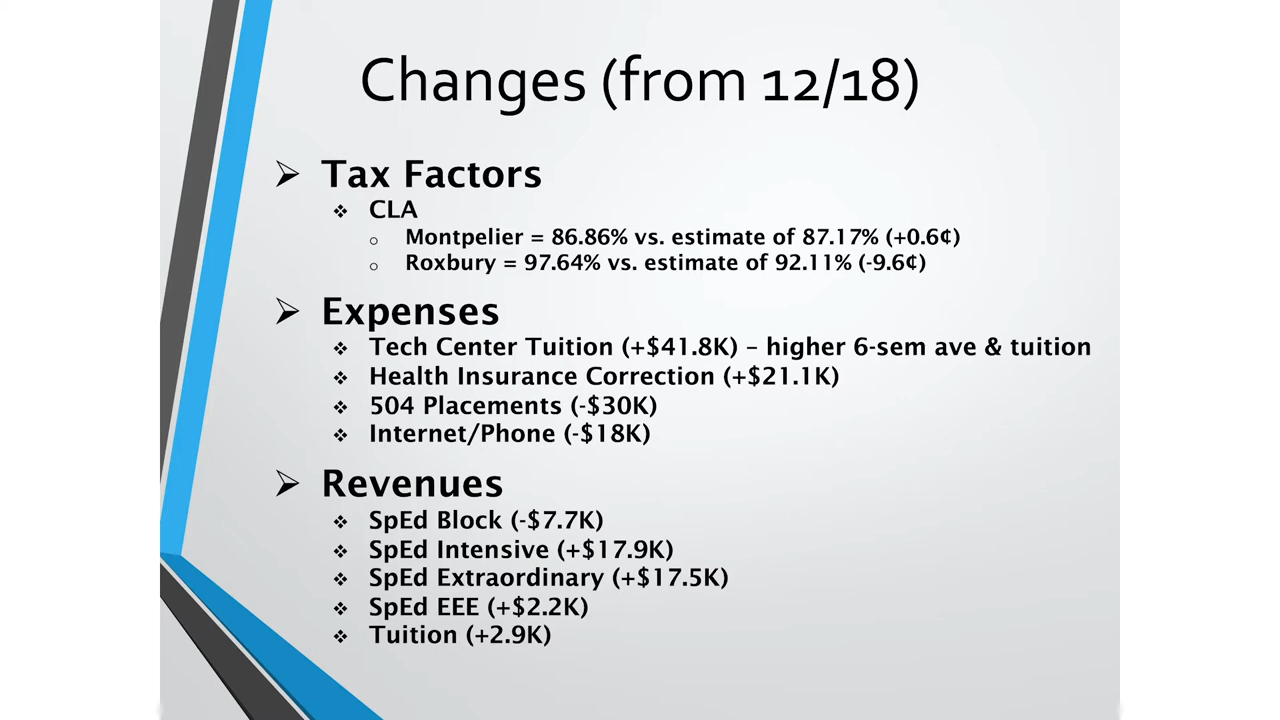 Changes (from 12/18)
➢ Tax Factors
❖ CLA
o Montpelier = 86.86% vs. estimate of 87.17% (+0.6¢)
o Roxbury = 97.64% vs. estimate of 92.11% (-9.6¢)
➢ Expenses
❖ Tech Center Tuition (+$41.8K) – higher 6-sem ave & tuition
❖ Health Insurance Correction (+$21.1K)
❖ 504 Placements (-$30K)
❖ Internet/Phone (-$18K)
➢ Revenues
❖ SpEd Block (-$7.7K)
❖ SpEd Intensive (+$17.9K)
❖ SpEd Extraordinary (+$17.5K)
❖ SpEd EEE (+$2.2K)
❖ Tuition (+2.9K)